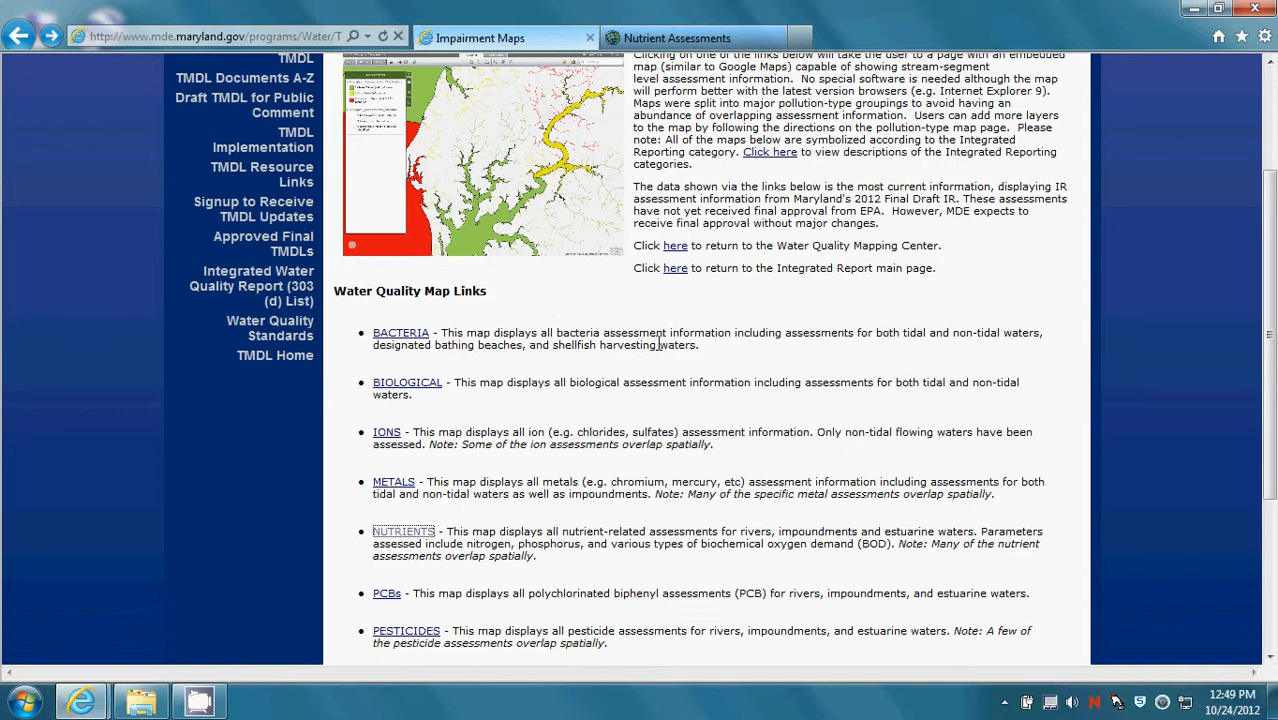 http://www.mde.maryland.gov/programs/Water/T
Impairment Maps
Nutrient Assessments
TMDL
TMDL Documents A-Z
Draft TMDL for Public
Comment
TMDL
Implementation
TMDL Resource
Links
Signup to Receive
TMDL Updates
Approved Final
TMDLs
Integrated Water
Quality Report (303
(d) List)
Water Quality
Standards
TMDL Home
Clicking on one of the links below will take the user to a page with an embedded
map (similar to Google Maps) capable of showing stream-segment
level assessment information. No special software is needed although the map
will perform better with the latest version browsers (e.g. Internet Explorer 9).
Maps were split into major pollution-type groupings to avoid having an
abundance of overlapping assessment information. Users can add more layers
to the map by following the directions on the pollution-type map page. Please
note: All of the maps below are symbolized according to the Integrated
Reporting category. Click here to view descriptions of the Integrated Reporting
categories.
The data shown via the links below is the most current information, displaying IR
assessment information from Maryland's 2012 Final Draft IR. These assessments
have not yet received final approval from EPA. However, MDE expects to
receive final approval without major changes.
Click here to return to the Water Quality Mapping Center.
Click here to return to the Integrated Report main page.
Water Quality Map Links
• BACTERIA - This map displays all bacteria assessment information including assessments for both tidal and non-tidal waters,
designated bathing beaches, and shellfish harvesting waters.
• BIOLOGICAL - This map displays all biological assessment information including assessments for both tidal and non-tidal
waters.
• IONS - This map displays all ion (e.g. chlorides, sulfates) assessment information. Only non-tidal flowing waters have been
assessed. Note: Some of the ion assessments overlap spatially.
• METALS - This map displays all metals (e.g. chromium, mercury, etc) assessment information including assessments for both
tidal and non-tidal waters as well as impoundments. Note: Many of the specific metal assessments overlap spatially.
• NUTRIENTS - This map displays all nutrient-related assessments for rivers, impoundments and estuarine waters. Parameters
assessed include nitrogen, phosphorus, and various types of biochemical oxygen demand (BOD). Note: Many of the nutrient
assessments overlap spatially.
• PCBs - This map displays all polychlorinated biphenyl assessments (PCB) for rivers, impoundments, and estuarine waters.
• PESTICIDES - This map displays all pesticide assessments for rivers, impoundments, and estuarine waters. Note: A few of
the pesticide assessments overlap spatially.
12:49 PM
10/24/2012